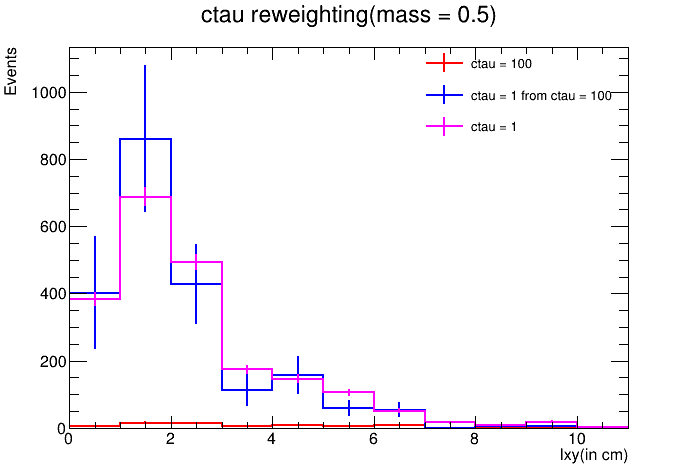 ctau reweighting(mass = 0.5)
Events
ctau = 100
ctau = 1 from ctau = 100
ctau = 1
1000
800
600
400
200
0
0 2 4 6 8 10
lxy(in cm)